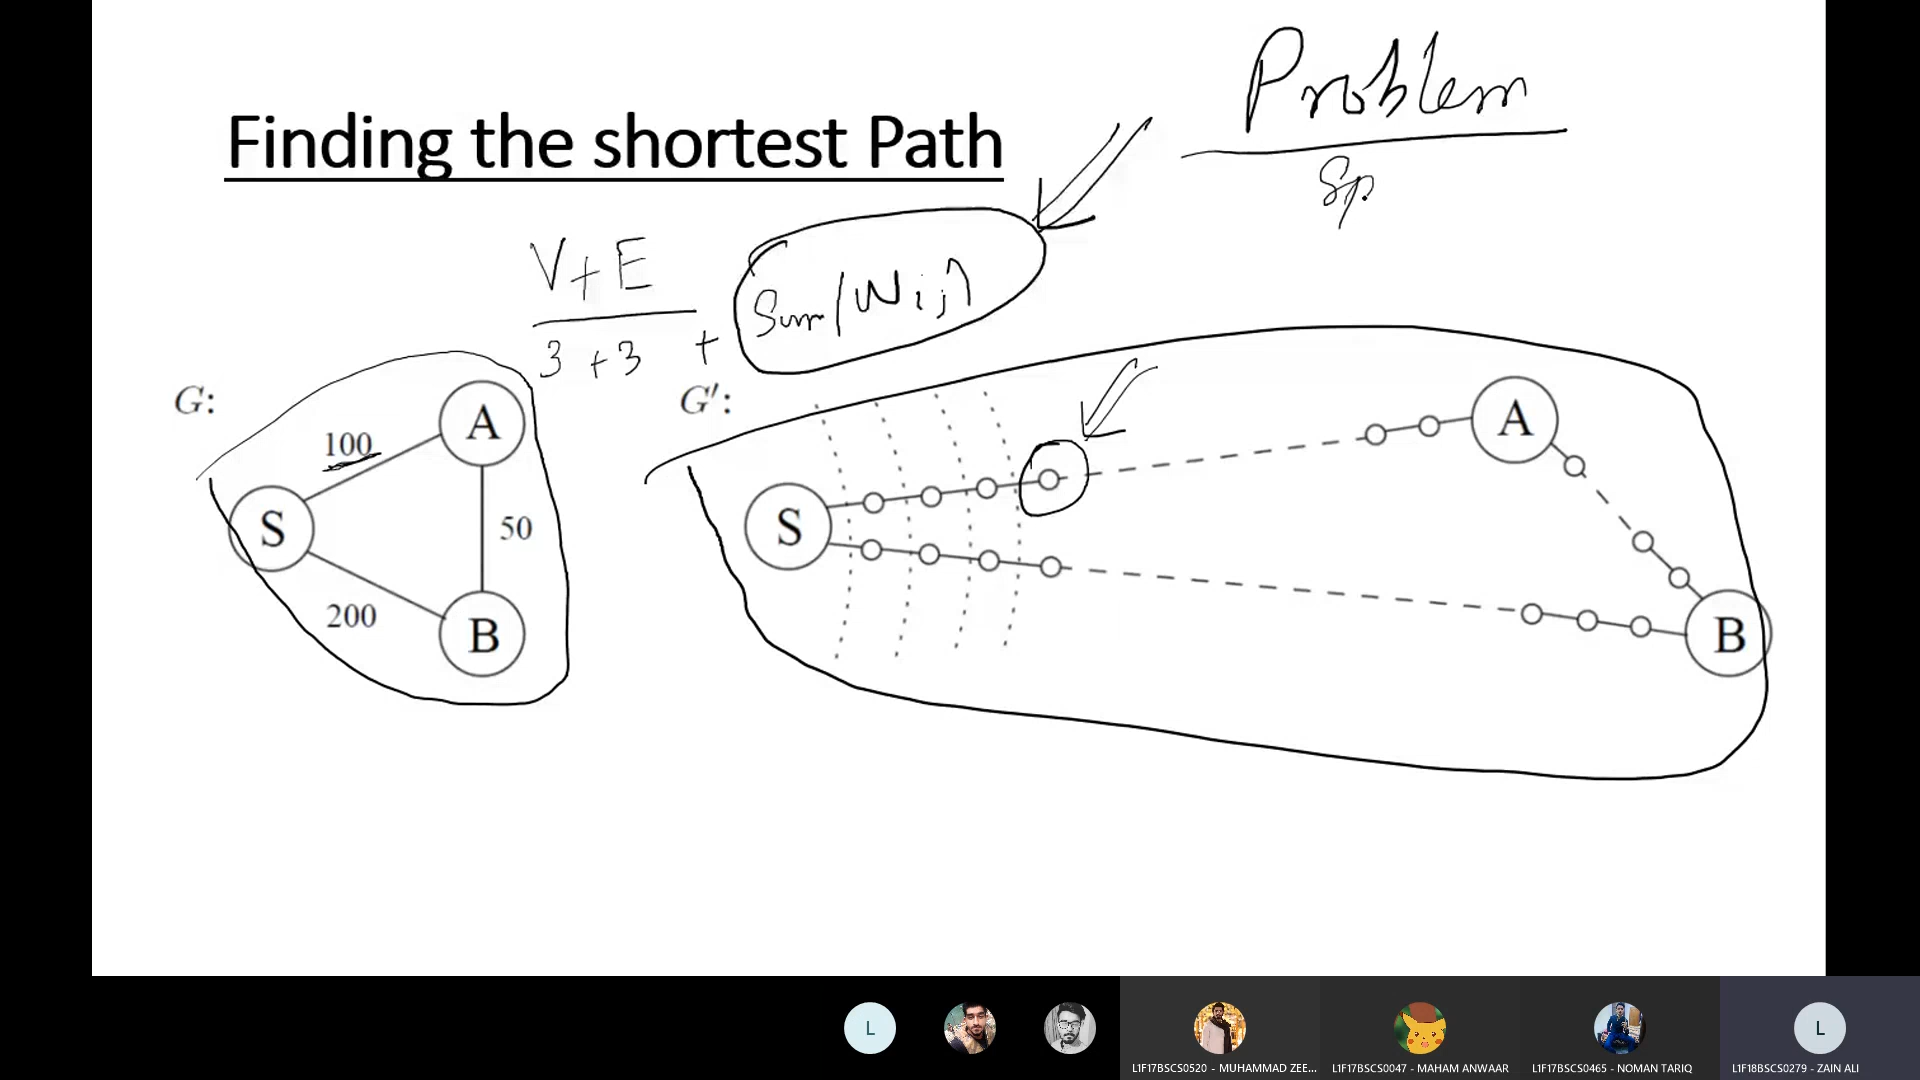 Problem
Finding the shortest Path
Sp
V+E
3+3 + Sum(Wij)
G:
A
100
S
50
200
B
G':
A
S
B
L
L
L1F17BSCS0520 - MUHAMMAD ZEE...
L1F17BSCS0047 - MAHAM ANWAAR
L1F17BSCS0465 - NOMAN TARIQ
L1F18BSCS0279 - ZAIN ALI